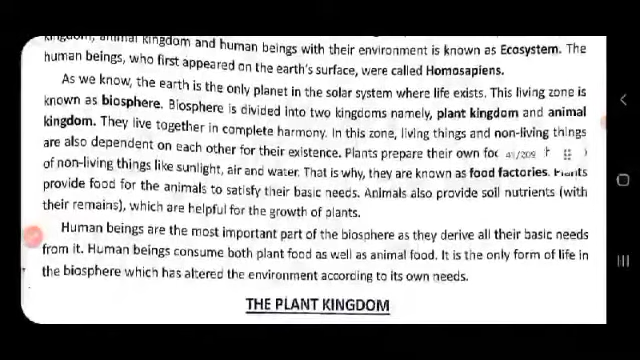 kingdom, animal kingdom and human beings with their environment is known as Ecosystem. The
human beings, who first appeared on the earth's surface, were called Homosapiens.
As we know, the earth is the only planet in the solar system where life exists. This living zone is
known as biosphere. Biosphere is divided into two kingdoms namely, plant kingdom and animal
kingdom. They live together in complete harmony. In this zone, living things and non-living things
are also dependent on each other for their existence. Plants prepare their own 41/209
of non-living things like sunlight, air and water. That is why, they are known as food factories. Plants
provide food for the animals to satisfy their basic needs. Animals also provide soil nutrients (with
their remains), which are helpful for the growth of plants.
Human beings are the most important part of the biosphere as they derive all their basic needs
from it. Human beings consume both plant food as well as animal food. It is the only form of life in
the biosphere which has altered the environment according to its own needs.
THE PLANT KINGDOM